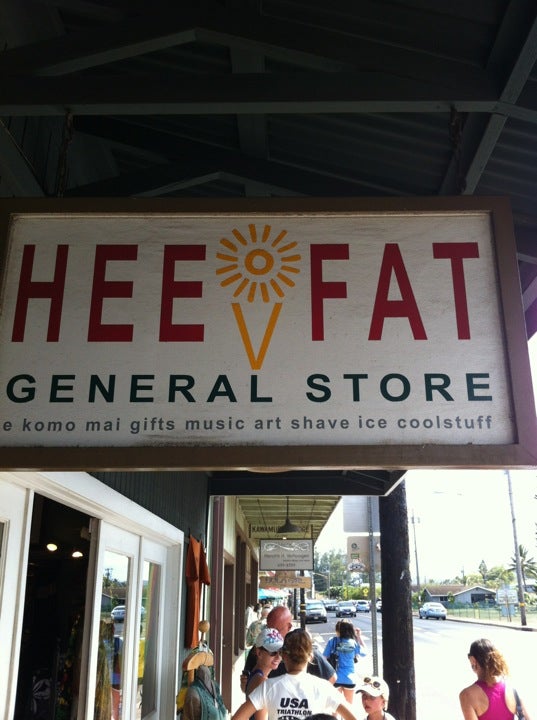 HEE FAT
GENERAL STORE
e komo mai gifts music art shave ice coolstuff
USA
TRIATHLON